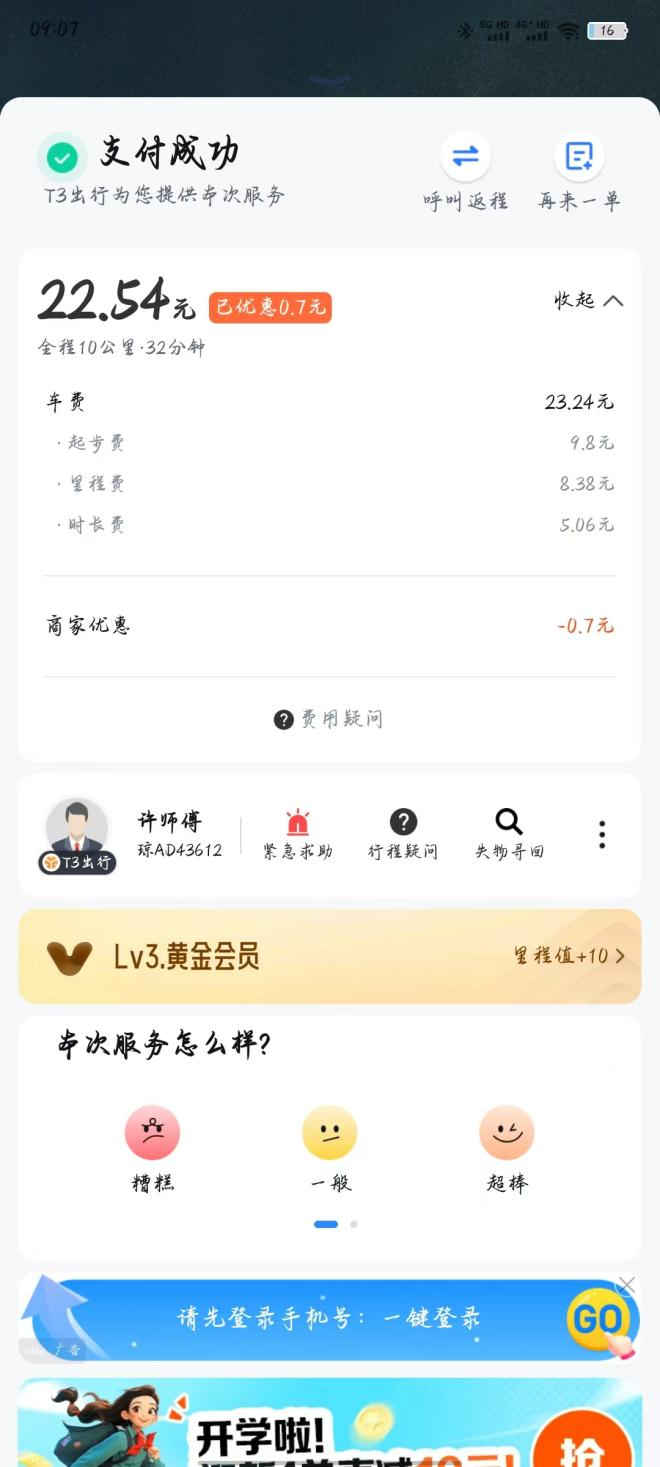 09:07
5G HD 4G+ HD
16
支付成功
T3出行为您提供本次服务
呼叫返程 再来一单
22.54元 已优惠0.7元 收起
全程10公里·32分钟
车费 23.24元
· 起步费 9.8元
· 里程费 8.38元
· 时长费 5.06元
商家优惠 -0.7元
? 费用疑问
许师傅
琼AD43612
T3出行
紧急求助 行程疑问 失物寻回
Lv3.黄金会员 里程值+10
本次服务怎么样?
糟糕 一般 超棒
请先登录手机号：一键登录 GO
广告
开学啦!
抢